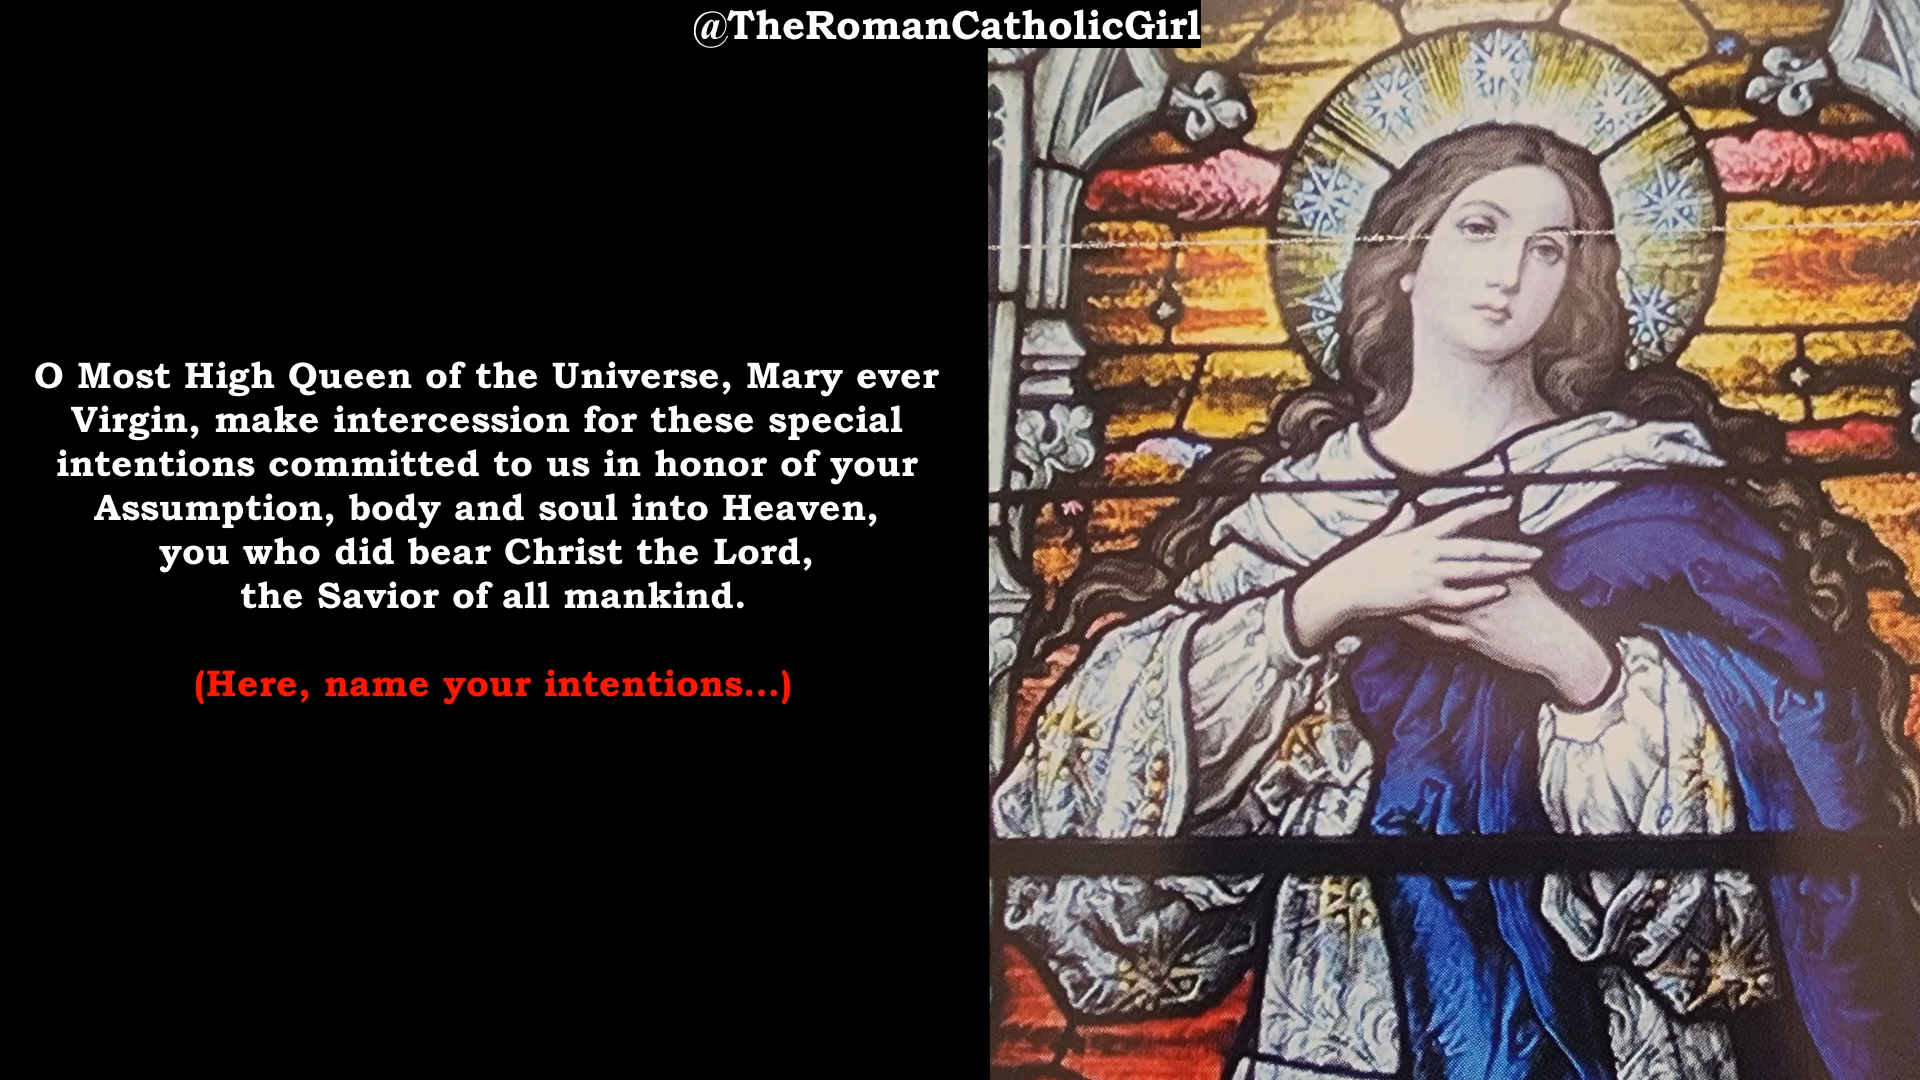 @TheRomanCatholicGirl
O Most High Queen of the Universe, Mary ever
Virgin, make intercession for these special
intentions committed to us in honor of your
Assumption, body and soul into Heaven,
you who did bear Christ the Lord,
the Savior of all mankind.
(Here, name your intentions...)